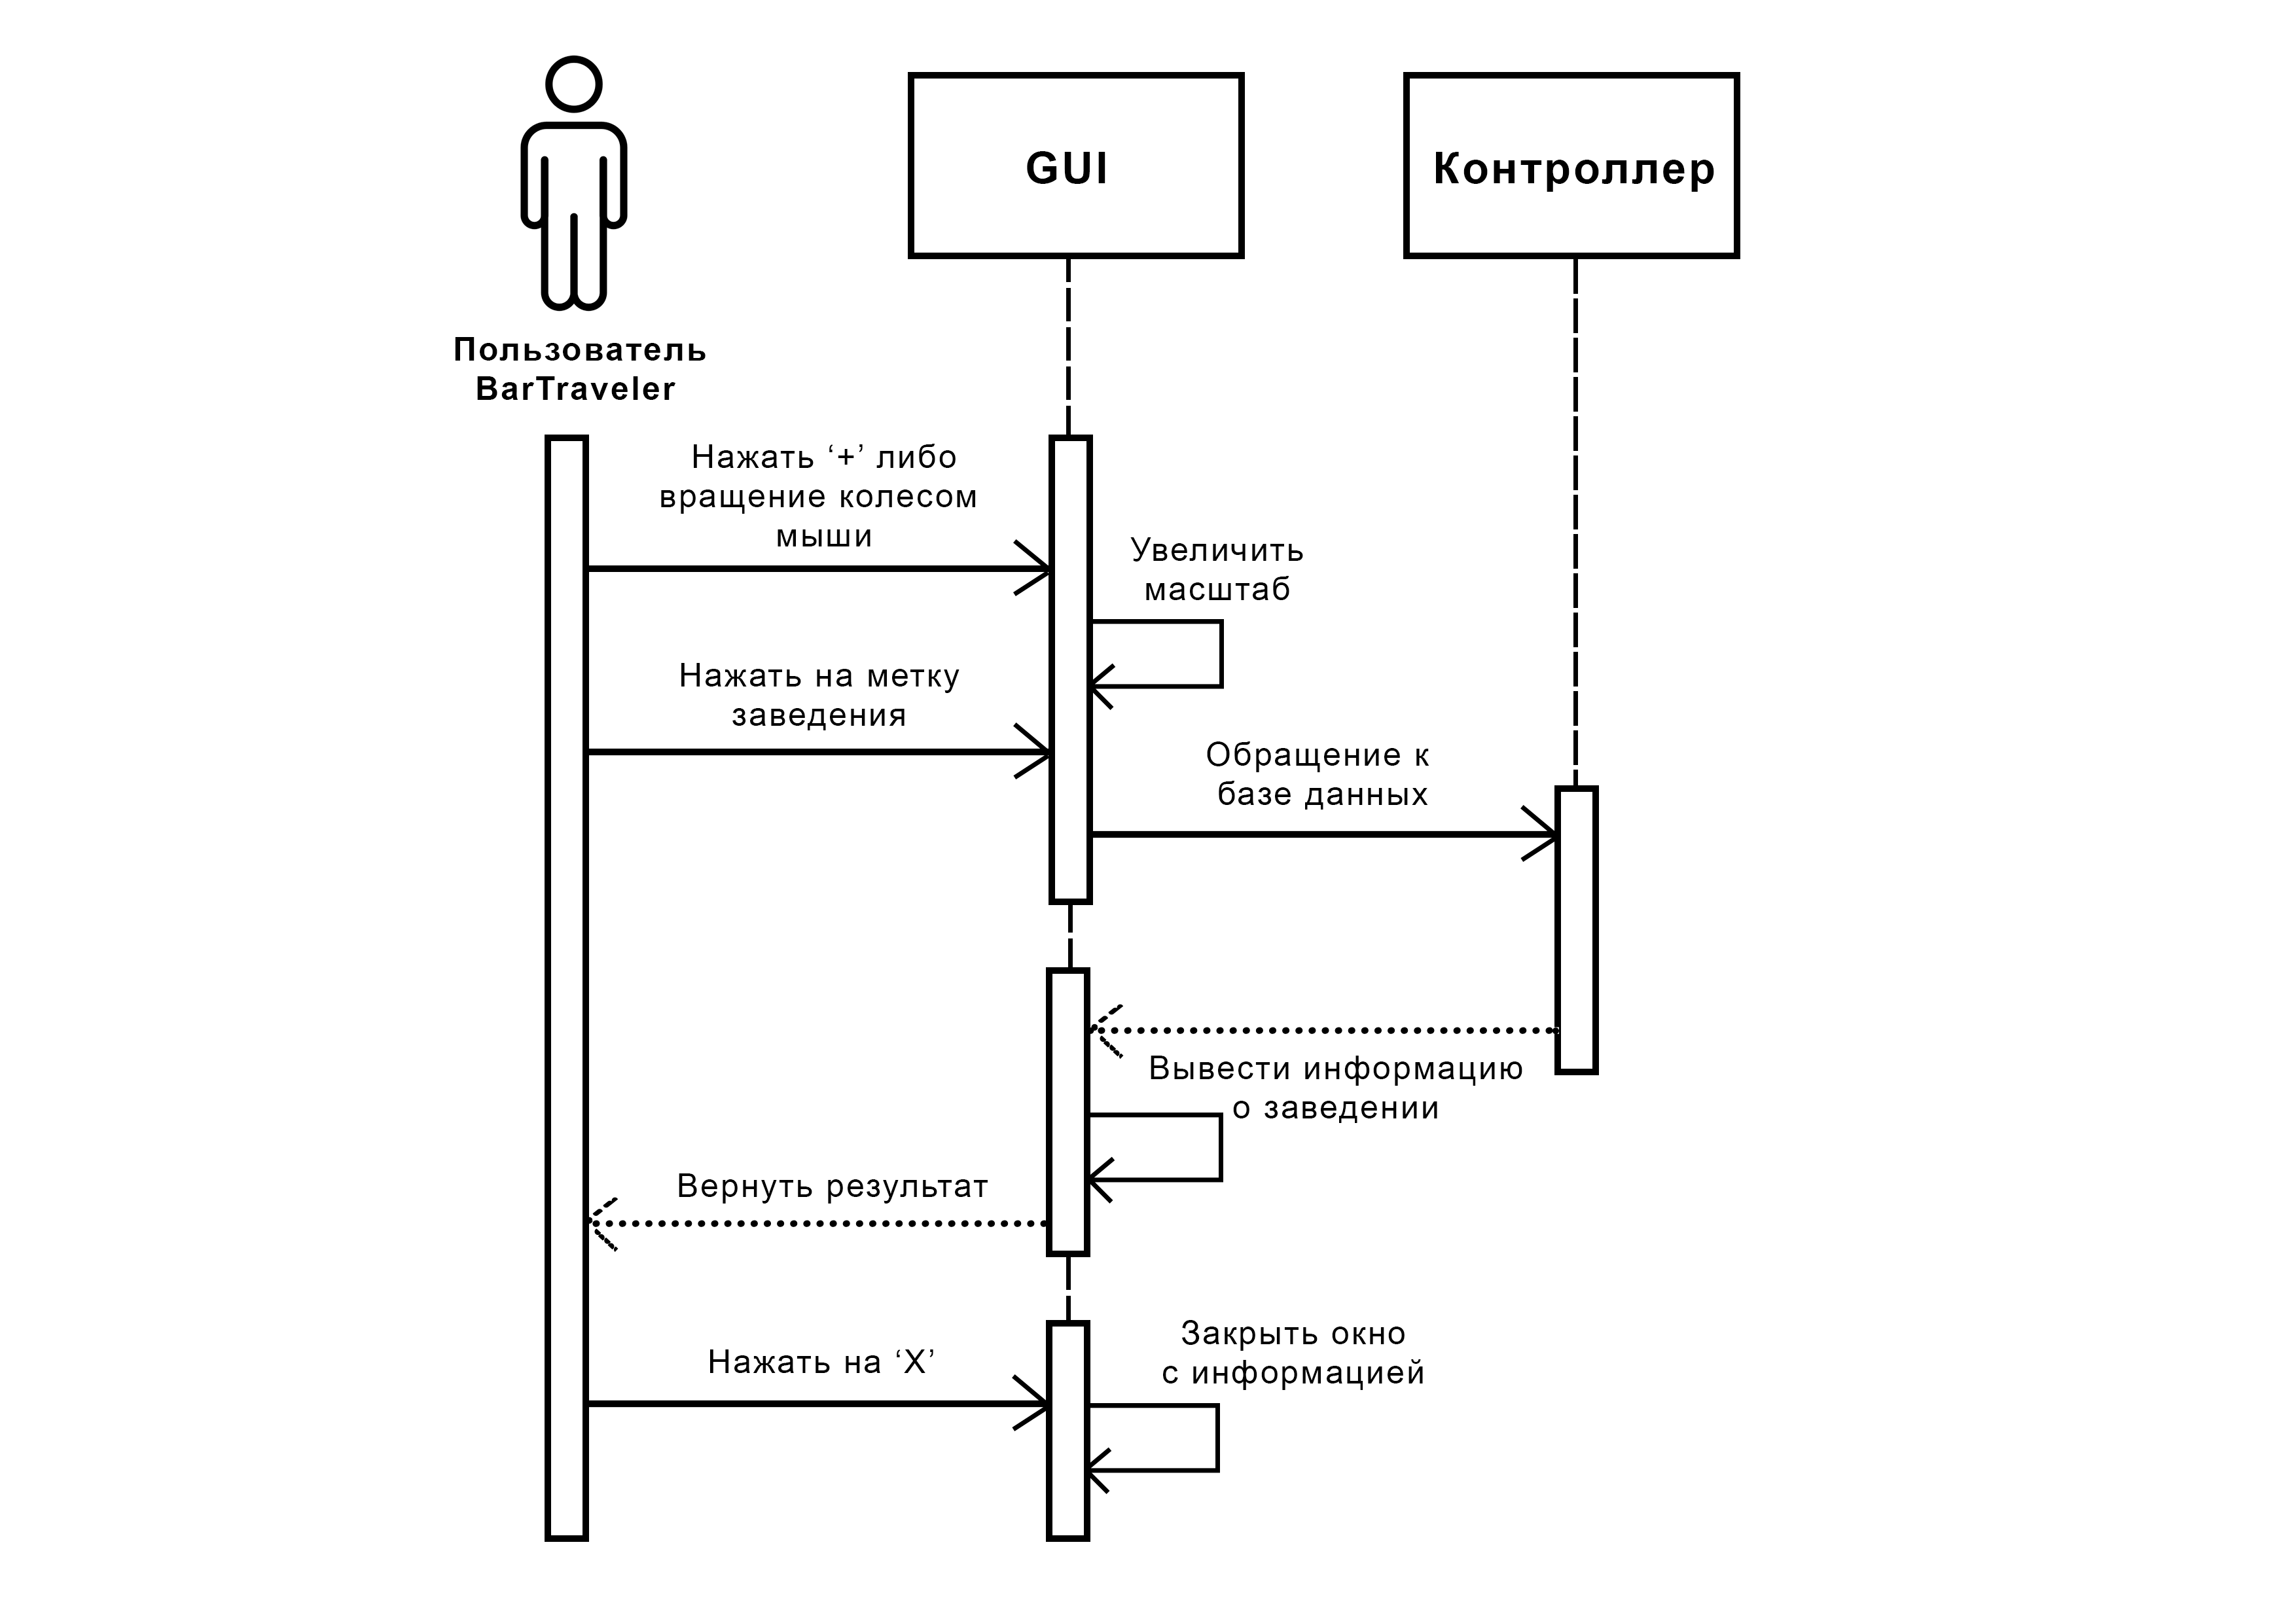 GUI
Контроллер
Пользователь
BarTraveler
Нажать ‘+’ либо
вращение колесом
мыши
Увеличить
масштаб
Нажать на метку
заведения
Обращение к
базе данных
Вывести информацию
о заведении
Вернуть результат
Закрыть окно
с информацией
Нажать на ‘X’